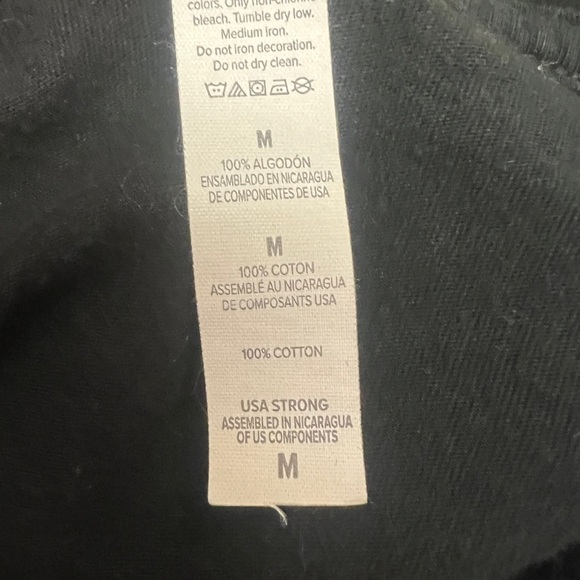 colors. Only non-chlorine
bleach. Tumble dry low.
Medium iron.
Do not iron decoration.
Do not dry clean.
M
100% ALGODÓN
ENSAMBLADO EN NICARAGUA
DE COMPONENTES DE USA
M
100% COTON
ASSEMBLÉ AU NICARAGUA
DE COMPOSANTS USA
100% COTTON
USA STRONG
ASSEMBLED IN NICARAGUA
OF US COMPONENTS
M